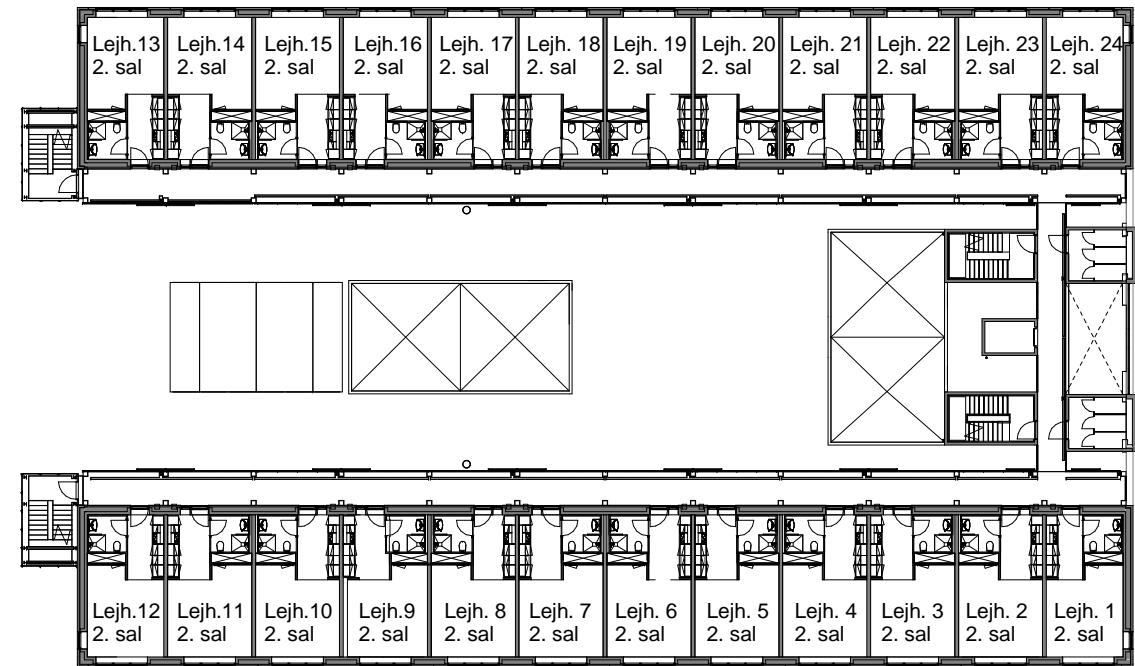 Lejh.13
2. sal
Lejh.14
2. sal
Lejh.15
2. sal
Lejh.16
2. sal
Lejh. 17
2. sal
Lejh. 18
2. sal
Lejh. 19
2. sal
Lejh. 20
2. sal
Lejh. 21
2. sal
Lejh. 22
2. sal
Lejh. 23
2. sal
Lejh. 24
2. sal
Lejh.12
2. sal
Lejh.11
2. sal
Lejh.10
2. sal
Lejh.9
2. sal
Lejh. 8
2. sal
Lejh. 7
2. sal
Lejh. 6
2. sal
Lejh. 5
2. sal
Lejh. 4
2. sal
Lejh. 3
2. sal
Lejh. 2
2. sal
Lejh. 1
2. sal